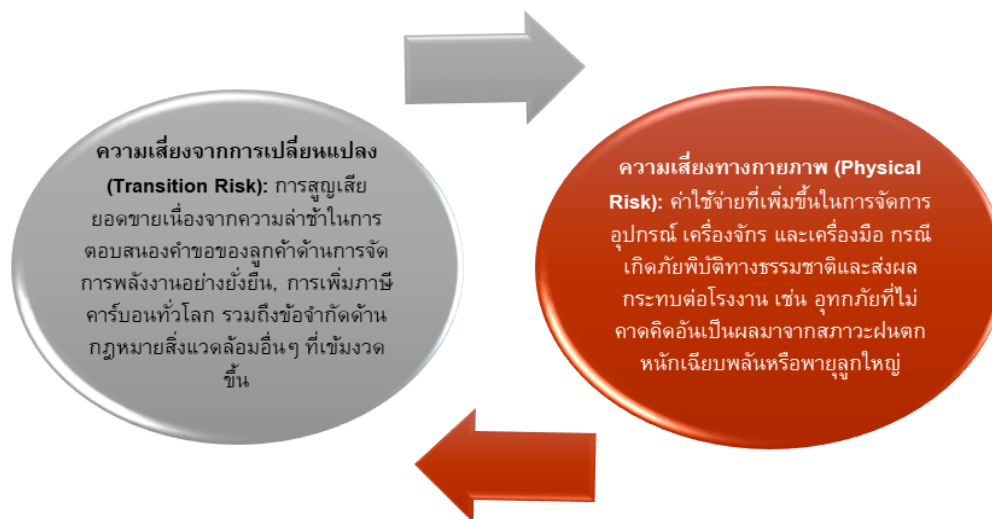 ความเสี่ยงจากการเปลี่ยนแปลง
(Transition Risk): การสูญเสีย
ยอดขายเนื่องจากความล่าช้าในการ
ตอบสนองคำขอของลูกค้าด้านการจัด
การพลังงานอย่างยั่งยืน, การเพิ่มภาษี
คาร์บอนทั่วโลก รวมถึงข้อจำกัดด้าน
กฎหมายสิ่งแวดล้อมอื่นๆ ที่เข้มงวด
ขึ้น
ความเสี่ยงทางกายภาพ (Physical
Risk): ค่าใช้จ่ายที่เพิ่มขึ้นในการจัดการ
อุปกรณ์ เครื่องจักร และเครื่องมือ กรณี
เกิดภัยพิบัติทางธรรมชาติและส่งผล
กระทบต่อโรงงาน เช่น อุทกภัยที่ไม่
คาดคิดอันเป็นผลมาจากสภาวะฝนตก
หนักเฉียบพลันหรือพายุลูกใหญ่